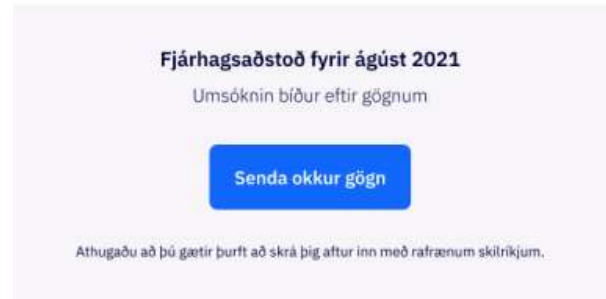 Fjárhagsaðstoð fyrir ágúst 2021
Umsóknin bíður eftir gögnum
Senda okkur gögn
Athugaðu að þú gætir þurft að skrá þig aftur inn með rafrænum skilríkjum.